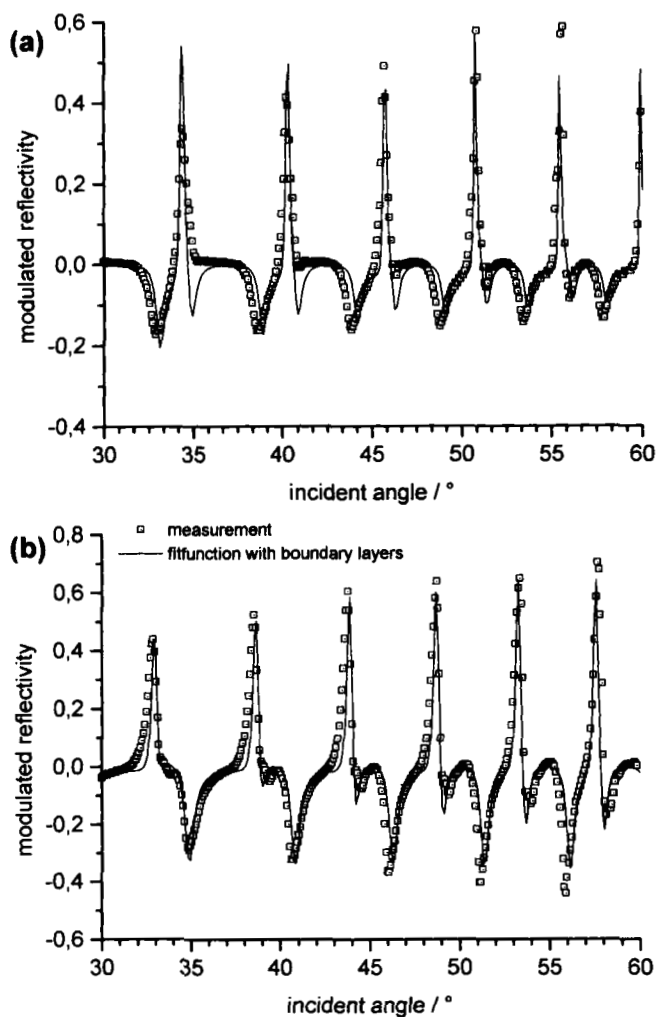 (a)
0,6
0,4
0,2
0,0
-0,2
-0,4
modulated reflectivity
30 35 40 45 50 55 60
incident angle / °
(b)
measurement
fitfunction with boundary layers
0,8
0,6
0,4
0,2
0,0
-0,2
-0,4
-0,6
modulated reflectivity
30 35 40 45 50 55 60
incident angle / °